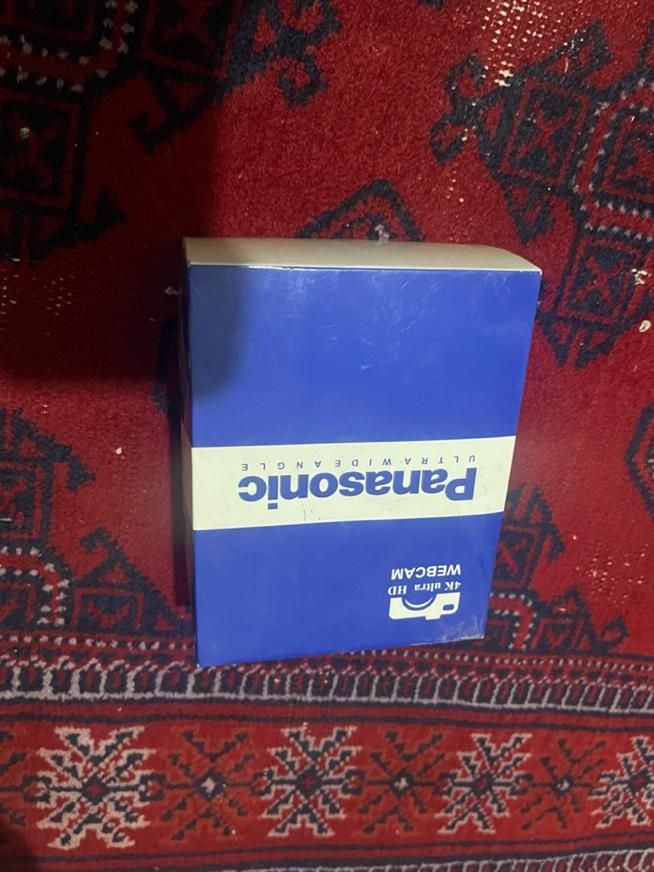 4K ultra HD
WEBCAM
Panasonic
ULTRA WIDE ANGLE